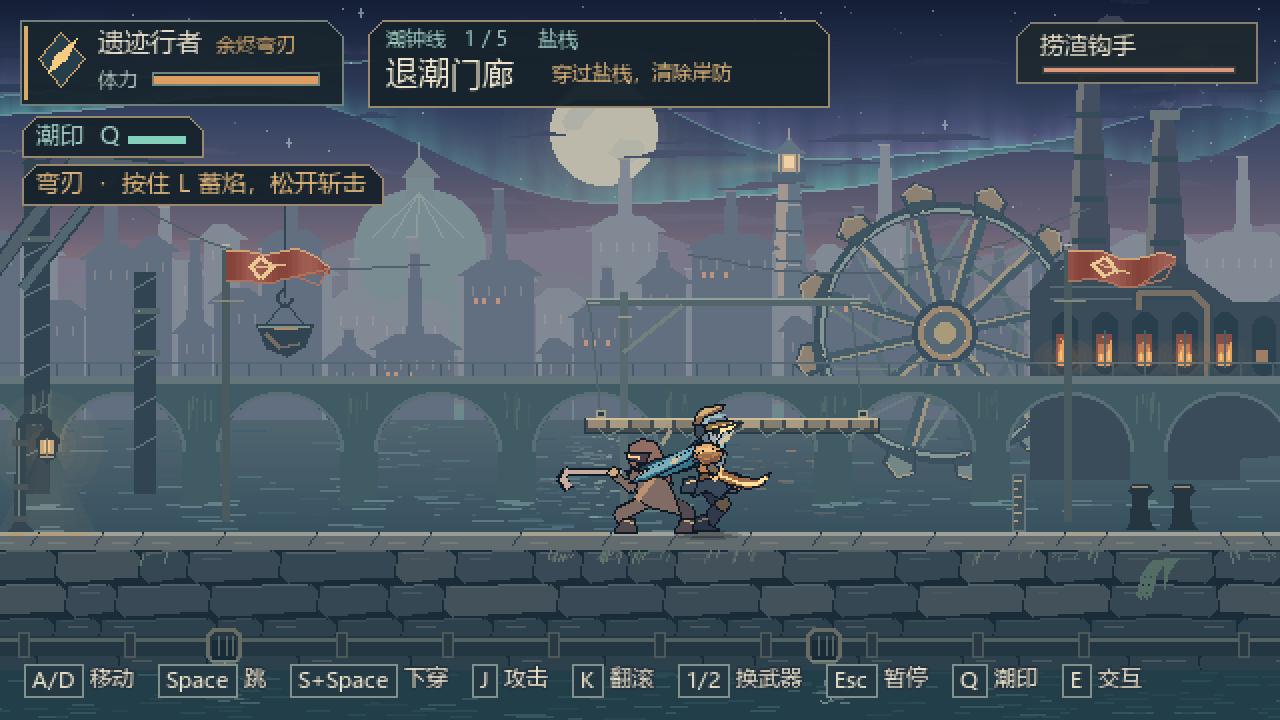 遗迹行者 余烬弯刃
体力
潮钟线 1/5 盐栈
退潮门廊 穿过盐栈，清除岸防
捞渣钩手
潮印 Q
弯刃 · 按住 L 蓄焰，松开斩击
A/D 移动 Space 跳 S+Space 下穿 J 攻击 K 翻滚 1/2 换武器 Esc 暂停 Q 潮印 E 交互